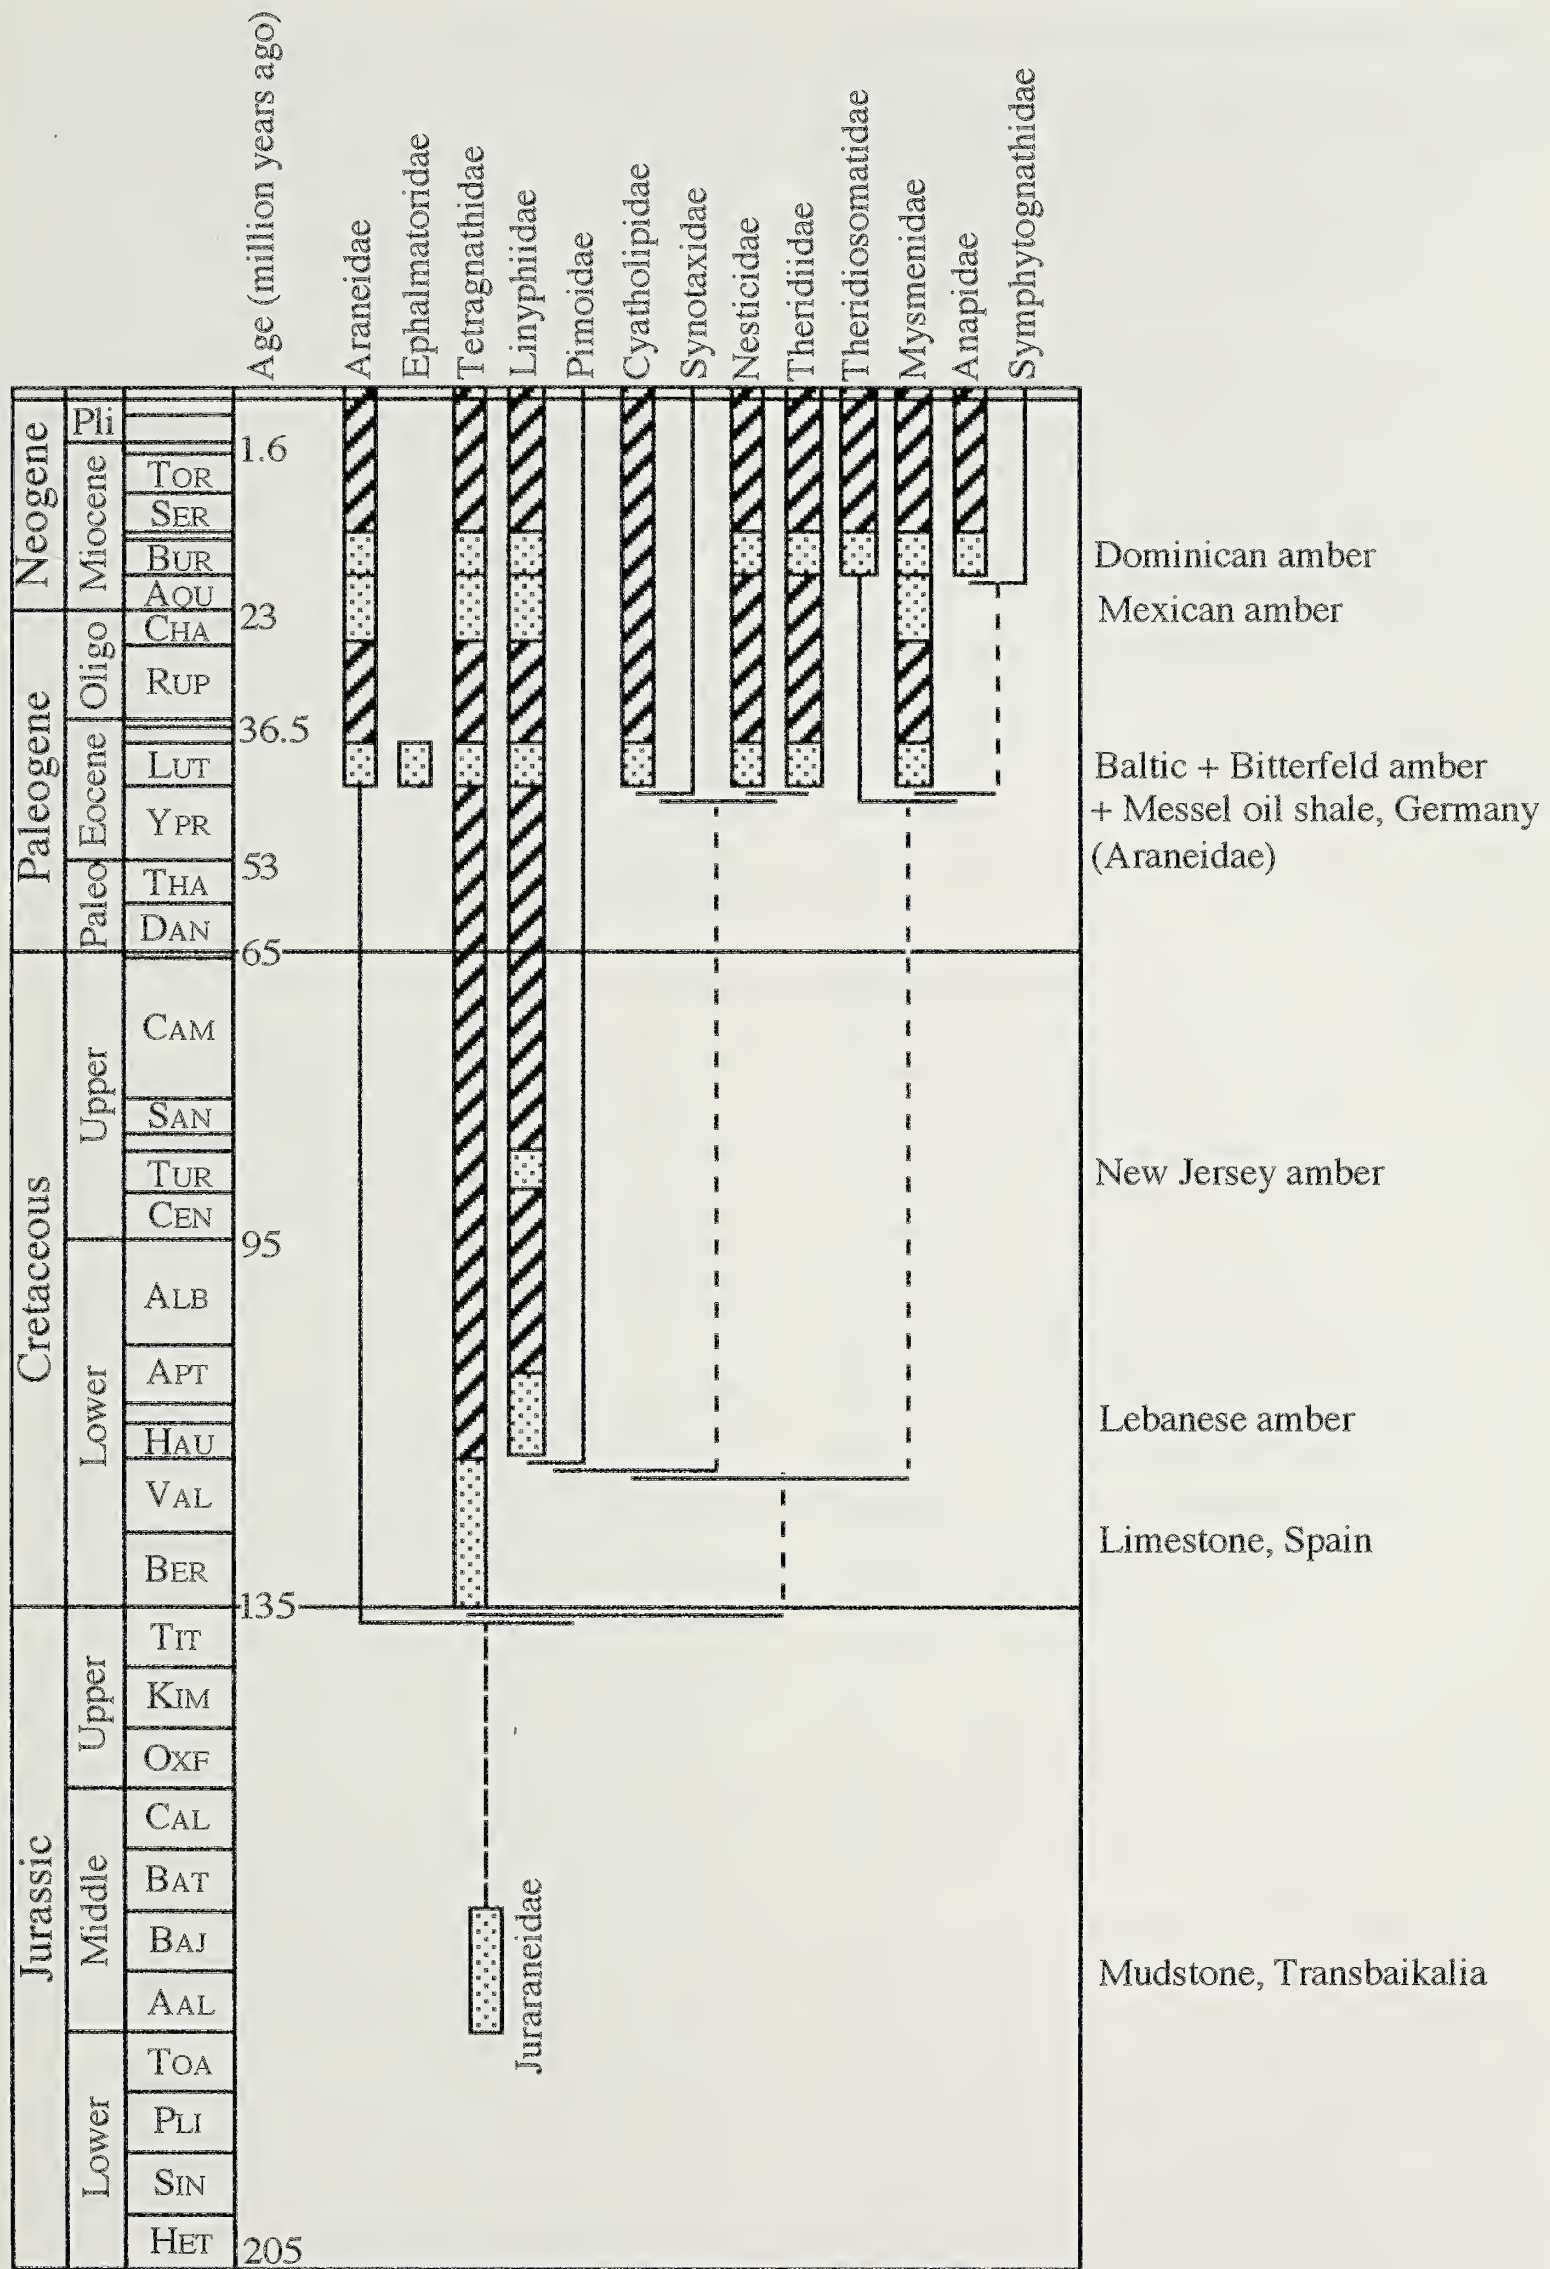 Age (million years ago)
Araneidae
Ephalmatoridae
Tetragnathidae
Linyphiidae
Pimoidae
Cyatholipidae
Synotaxidae
Nesticidae
Theridiidae
Theridiosomatidae
Mysmenidae
Anapidae
Symphytognathidae
Neogene
Pli
1.6
Miocene
TOR
SER
BUR
Dominican amber
AQU
Mexican amber
23
Paleogene
Oligo
CHA
RUP
36.5
Eocene
LUT
Baltic + Bitterfeld amber
YPR
+ Messel oil shale, Germany
(Araneidae)
53
Paleo
THA
DAN
65
Cretaceous
Upper
CAM
SAN
TUR
New Jersey amber
CEN
95
Lower
ALB
APT
Lebanese amber
HAU
VAL
Limestone, Spain
BER
135
Jurassic
Upper
TIT
KIM
OXF
Middle
CAL
BAT
BAJ
Juraraneidae
Mudstone, Transbaikalia
AAL
Lower
TOA
PLI
SIN
HET
205